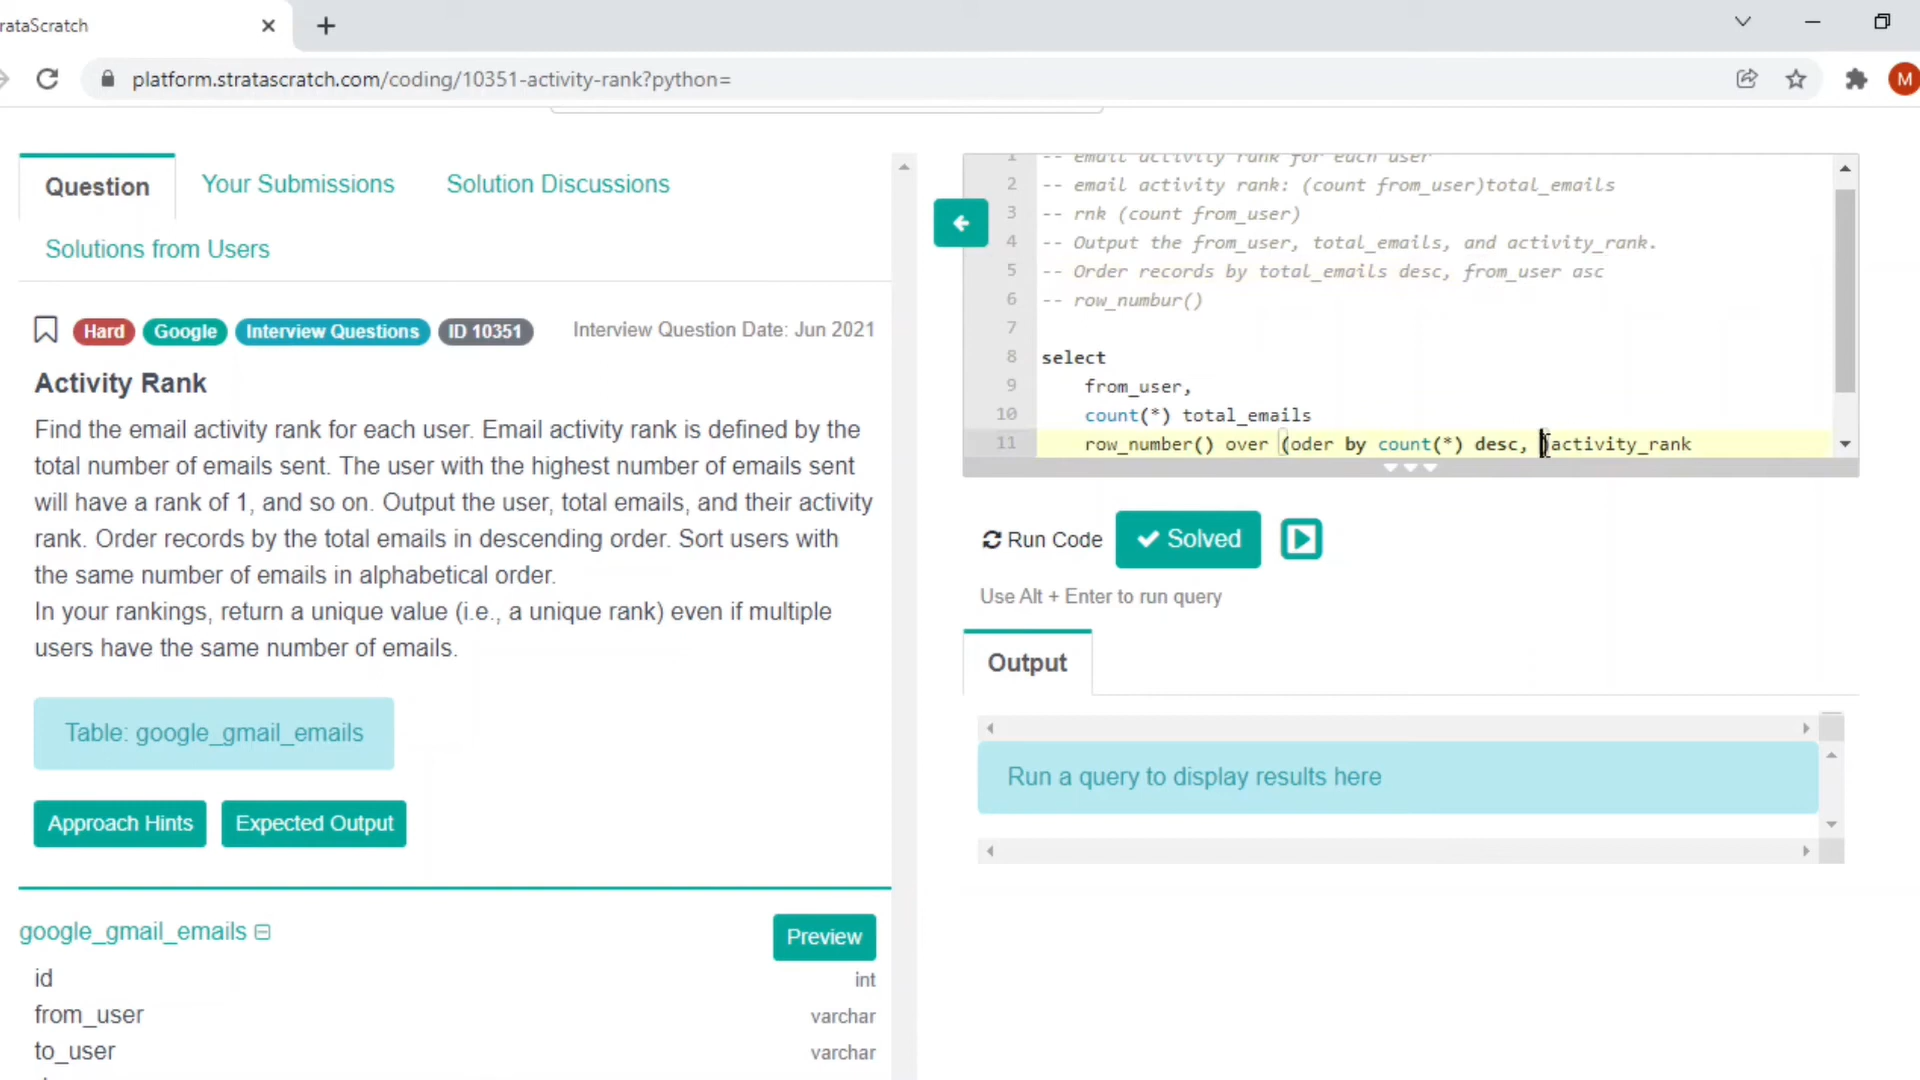 rataScratch
platform.stratascratch.com/coding/10351-activity-rank?python=
M
Question
Your Submissions
Solution Discussions
Solutions from Users
Hard
Google
Interview Questions
ID 10351
Interview Question Date: Jun 2021
Activity Rank
Find the email activity rank for each user. Email activity rank is defined by the
total number of emails sent. The user with the highest number of emails sent
will have a rank of 1, and so on. Output the user, total emails, and their activity
rank. Order records by the total emails in descending order. Sort users with
the same number of emails in alphabetical order.
In your rankings, return a unique value (i.e., a unique rank) even if multiple
users have the same number of emails.
Table: google_gmail_emails
Approach Hints
Expected Output
google_gmail_emails
Preview
id int
from_user varchar
to_user varchar
1 -- email activity rank for each user
2 -- email activity rank: (count from_user)total_emails
3 -- rnk (count from_user)
4 -- Output the from_user, total_emails, and activity_rank.
5 -- Order records by total_emails desc, from_user asc
6 -- row_numbur()
7
8 select
9 from_user,
10 count(*) total_emails
11 row_number() over (oder by count(*) desc, )activity_rank
Run Code
Solved
Use Alt + Enter to run query
Output
Run a query to display results here